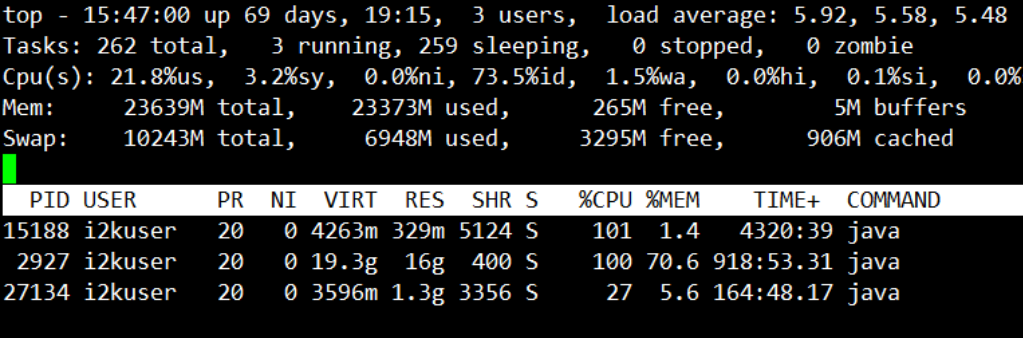 top - 15:47:00 up 69 days, 19:15,  3 users,  load average: 5.92, 5.58, 5.48
Tasks: 262 total,   3 running, 259 sleeping,   0 stopped,   0 zombie
Cpu(s): 21.8%us,  3.2%sy,  0.0%ni, 73.5%id,  1.5%wa,  0.0%hi,  0.1%si,  0.0%
Mem:     23639M total,    23373M used,      265M free,        5M buffers
Swap:    10243M total,     6948M used,     3295M free,      906M cached
  PID USER      PR  NI  VIRT  RES  SHR S   %CPU %MEM    TIME+  COMMAND
15188 i2kuser   20   0 4263m 329m 5124 S    101  1.4   4320:39 java
 2927 i2kuser   20   0 19.3g  16g  400 S    100 70.6 918:53.31 java
27134 i2kuser   20   0 3596m 1.3g 3356 S     27  5.6 164:48.17 java